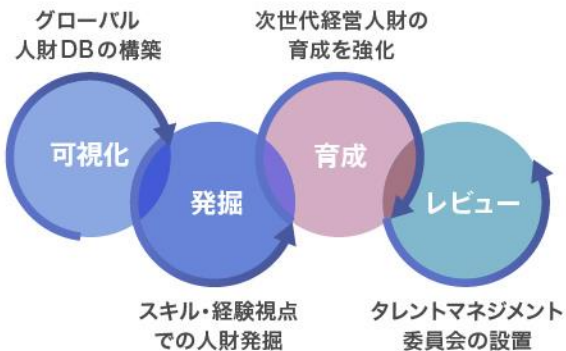 グローバル
人財DBの構築
次世代経営人財の
育成を強化
可視化
発掘
育成
レビュー
スキル・経験視点
での人財発掘
タレントマネジメント
委員会の設置